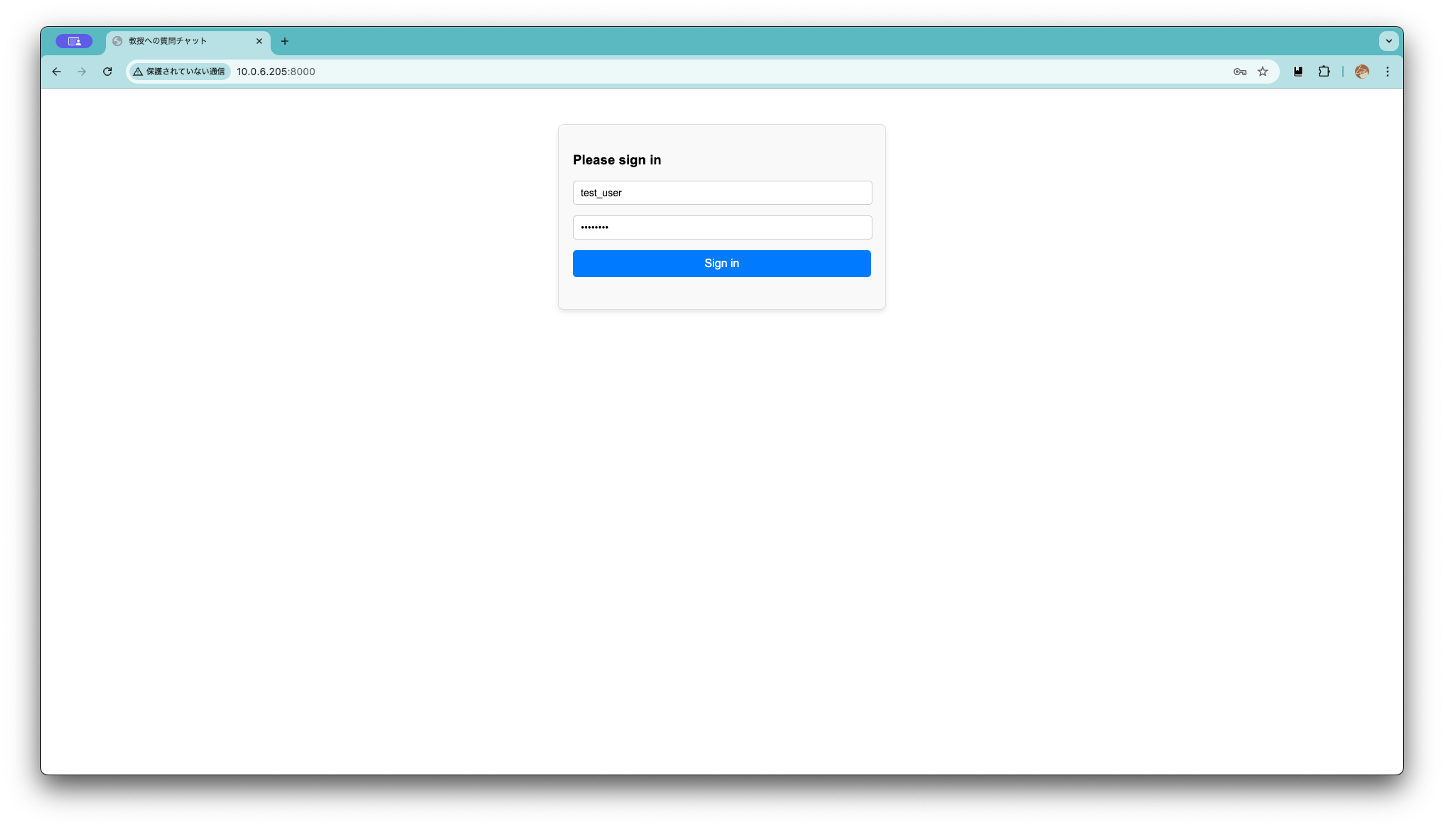 教授への質問チャット
保護されていない通信 10.0.6.205:8000
Please sign in
test_user
••••••••
Sign in